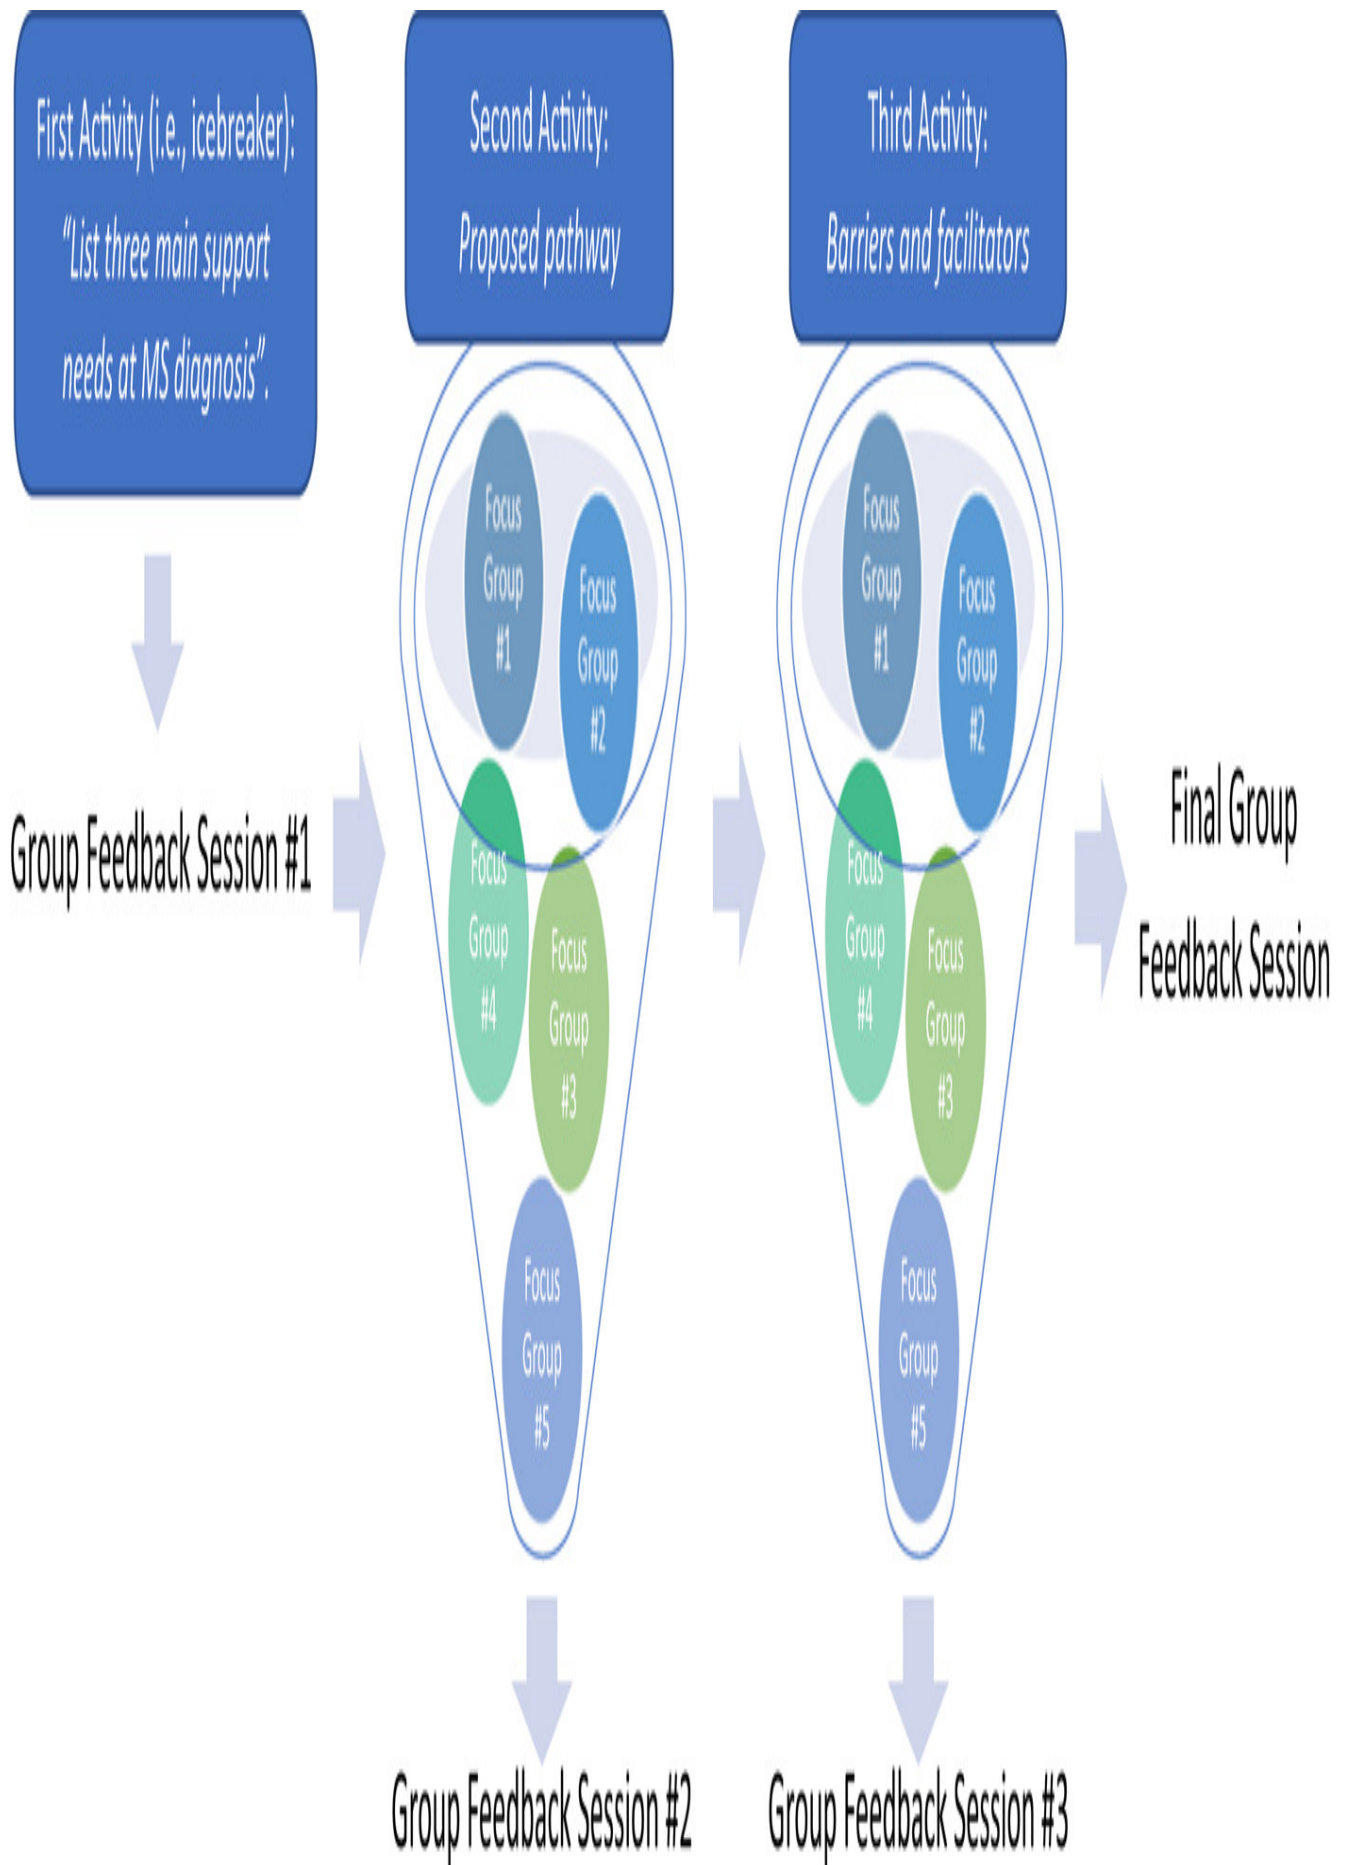 First Activity (i.e., icebreaker):
“List three main support
needs at MS diagnosis”.
Group Feedback Session #1
Second Activity:
Proposed pathway
Focus
Group
#1
Focus
Group
#2
Focus
Group
#4
Focus
Group
#3
Focus
Group
#5
Group Feedback Session #2
Third Activity:
Barriers and facilitators
Focus
Group
#1
Focus
Group
#2
Focus
Group
#4
Focus
Group
#3
Focus
Group
#5
Group Feedback Session #3
Final Group
Feedback Session